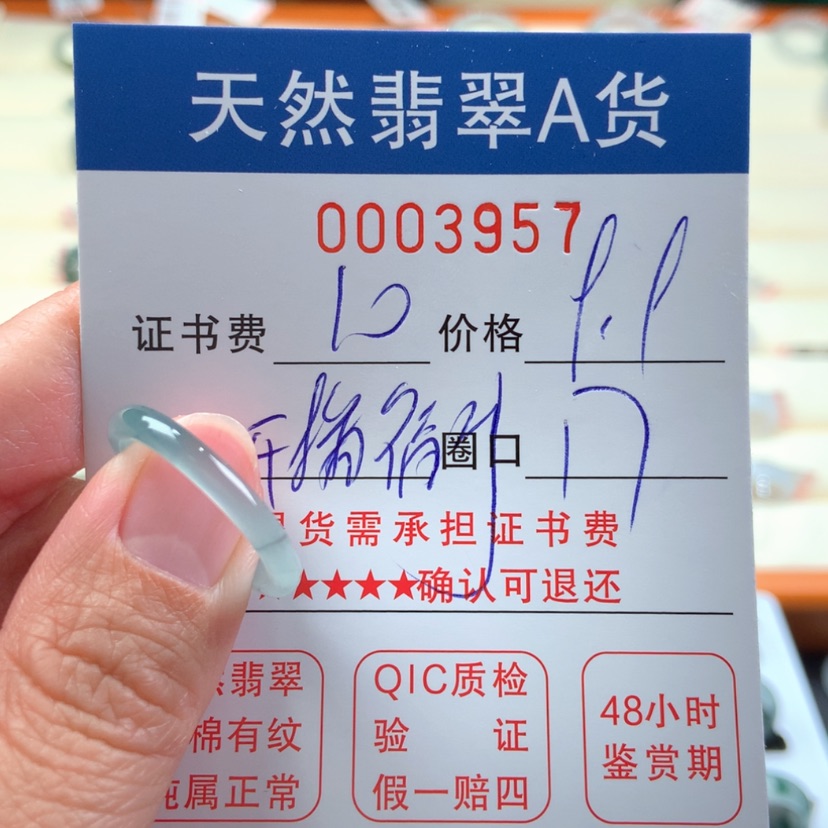 天然翡翠A货
0003957
证书费 10 价格
圈口 17
货需承担证书费
★★★★确认可退还
翡翠 QIC质检 48小时
棉有纹 验 证 鉴赏期
属正常 假一赔四